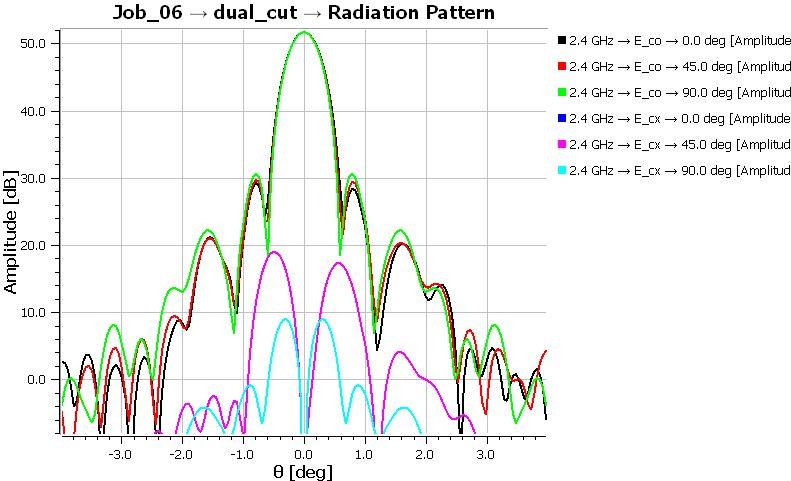 Job_06 → dual_cut → Radiation Pattern
50.0
40.0
30.0
20.0
10.0
0.0
Amplitude [dB]
-3.0 -2.0 -1.0 0.0 1.0 2.0 3.0
θ [deg]
2.4 GHz → E_co → 0.0 deg [Amplitude
2.4 GHz → E_co → 45.0 deg [Amplitud
2.4 GHz → E_co → 90.0 deg [Amplitud
2.4 GHz → E_cx → 0.0 deg [Amplitude
2.4 GHz → E_cx → 45.0 deg [Amplitud
2.4 GHz → E_cx → 90.0 deg [Amplitud